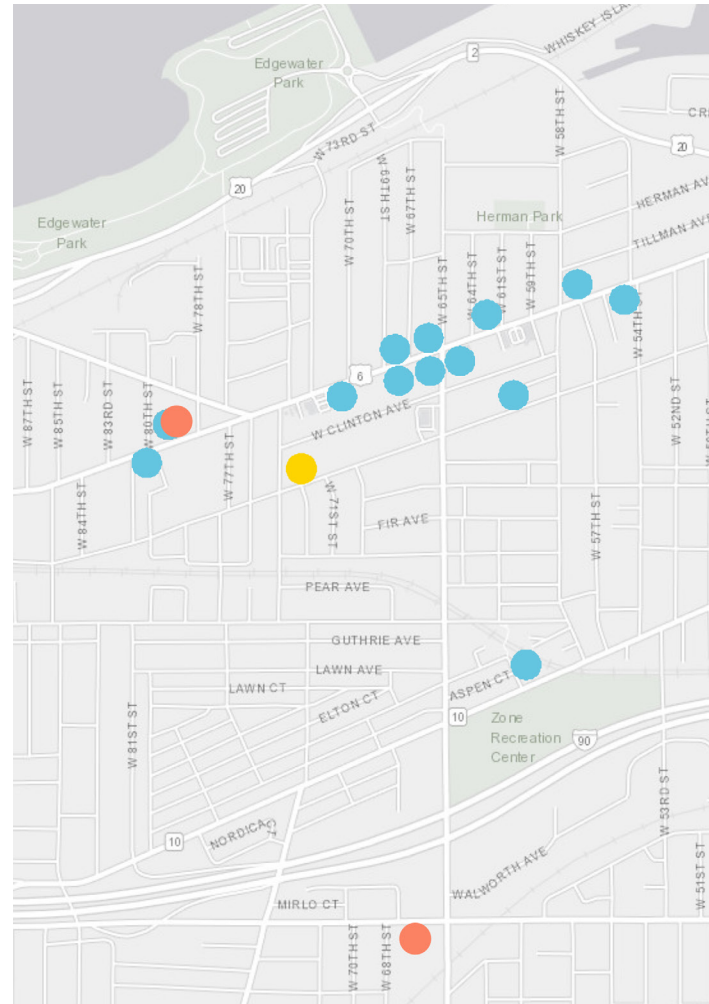 WHISKEY ISLA
Edgewater
Park
2
W 58TH ST
CRE
W 73RD ST
20
W 69TH ST
W 67TH ST
20
HERMAN AV
Edgewater
Park
W 70TH ST
Herman Park
TILLMAN AVE
W 78TH ST
W 65TH ST
W 64TH ST
W 61ST ST
W 59TH ST
W 54TH ST
6
W 87TH ST
W 85TH ST
W 83RD ST
W 80TH ST
W CLINTON AVE
W 52ND ST
W 77TH ST
W 84TH ST
W 71ST ST
FIR AVE
W 57TH ST
PEAR AVE
GUTHRIE AVE
LAWN AVE
LAWN CT
ELTON CT
ASPEN CT
W 81ST ST
10
Zone
Recreation
Center
90
NORDICA CT
10
W 53RD ST
WALWORTH AVE
W 51ST ST
MIRLO CT
W 70TH ST
W 68TH ST